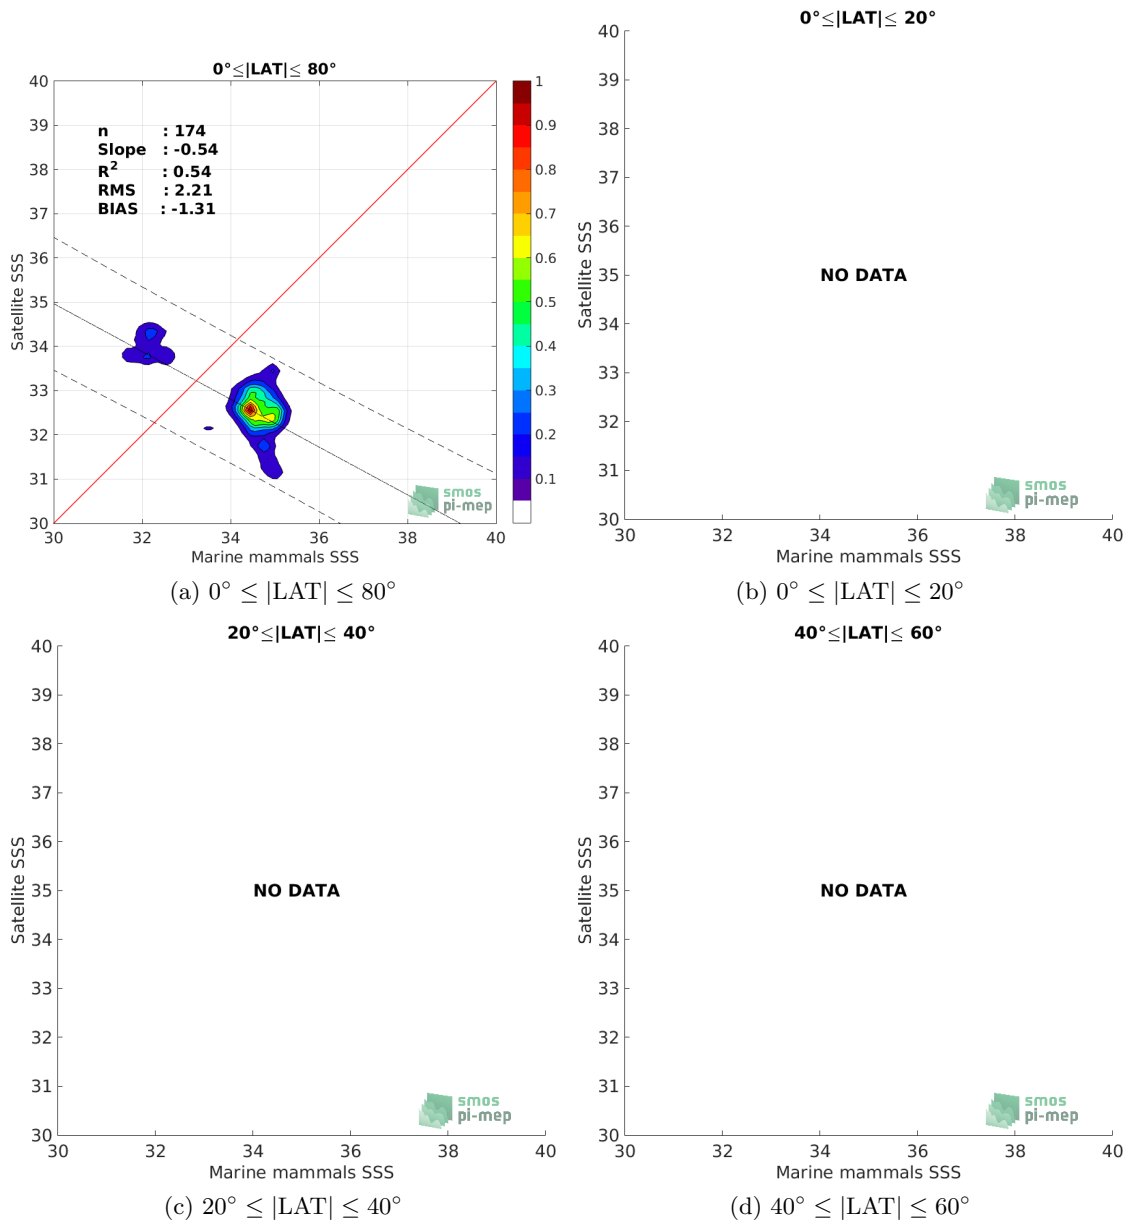 0°≤|LAT|≤ 80°
40
39
38
37
36
35
34
33
32
31
30
Satellite SSS
n : 174
Slope : -0.54
R² : 0.54
RMS : 2.21
BIAS : -1.31
smos
pi-mep
30 32 34 36 38 40
Marine mammals SSS
1
0.9
0.8
0.7
0.6
0.5
0.4
0.3
0.2
0.1
(a) 0° ≤ |LAT| ≤ 80°
0°≤|LAT|≤ 20°
40
39
38
37
36
35
34
33
32
31
30
Satellite SSS
NO DATA
smos
pi-mep
30 32 34 36 38 40
Marine mammals SSS
(b) 0° ≤ |LAT| ≤ 20°
20°≤|LAT|≤ 40°
40
39
38
37
36
35
34
33
32
31
30
Satellite SSS
NO DATA
smos
pi-mep
30 32 34 36 38 40
Marine mammals SSS
(c) 20° ≤ |LAT| ≤ 40°
40°≤|LAT|≤ 60°
40
39
38
37
36
35
34
33
32
31
30
Satellite SSS
NO DATA
smos
pi-mep
30 32 34 36 38 40
Marine mammals SSS
(d) 40° ≤ |LAT| ≤ 60°